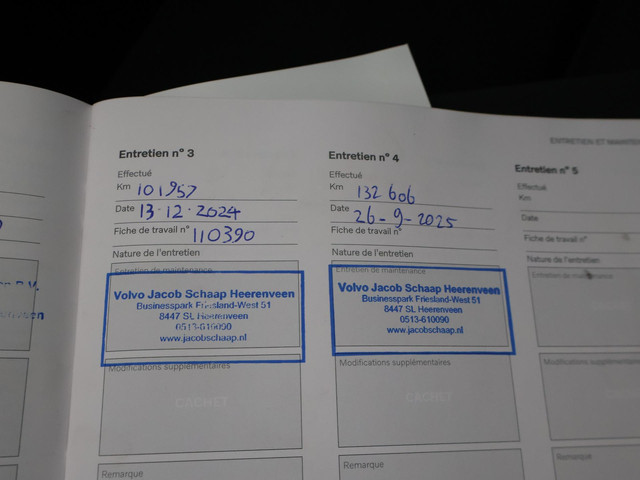 ENTRETIEN ET MAINTEN
Entretien n° 3
Effectué
Km 101957
Date 13-12-2024
Fiche de travail n° 110390
Nature de l'entretien
Entretien de maintenance
Volvo Jacob Schaap Heerenveen
Businesspark Friesland-West 51
8447 SL Heerenveen
0513-610090
www.jacobschaap.nl
Modifications supplémentaires
CACHET
Remarque
Entretien n° 4
Effectué
Km 132 606
Date 26-9-2025
Fiche de travail n°
Nature de l'entretien
Entretien de maintenance
Volvo Jacob Schaap Heerenveen
Businesspark Friesland-West 51
8447 SL Heerenveen
0513-610090
www.jacobschaap.nl
Modifications supplémentaires
CACHET
Remarque
Entretien n° 5
Effectué
Km
Date
Fiche de travail n°
Nature de l'entretien
Entretien de maintenance
Modifications supplémentaires
Remarque